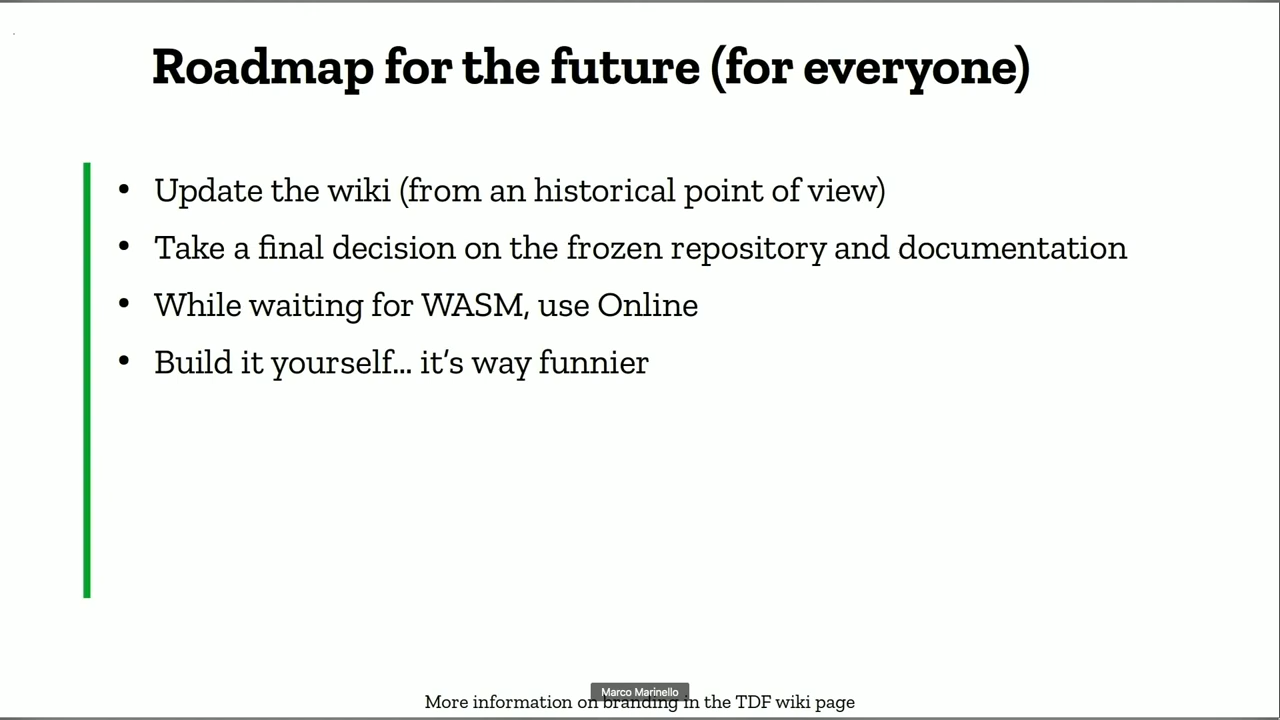 Roadmap for the future (for everyone)
• Update the wiki (from an historical point of view)
• Take a final decision on the frozen repository and documentation
• While waiting for WASM, use Online
• Build it yourself… it’s way funnier
Marco Marinello
More information on branding in the TDF wiki page